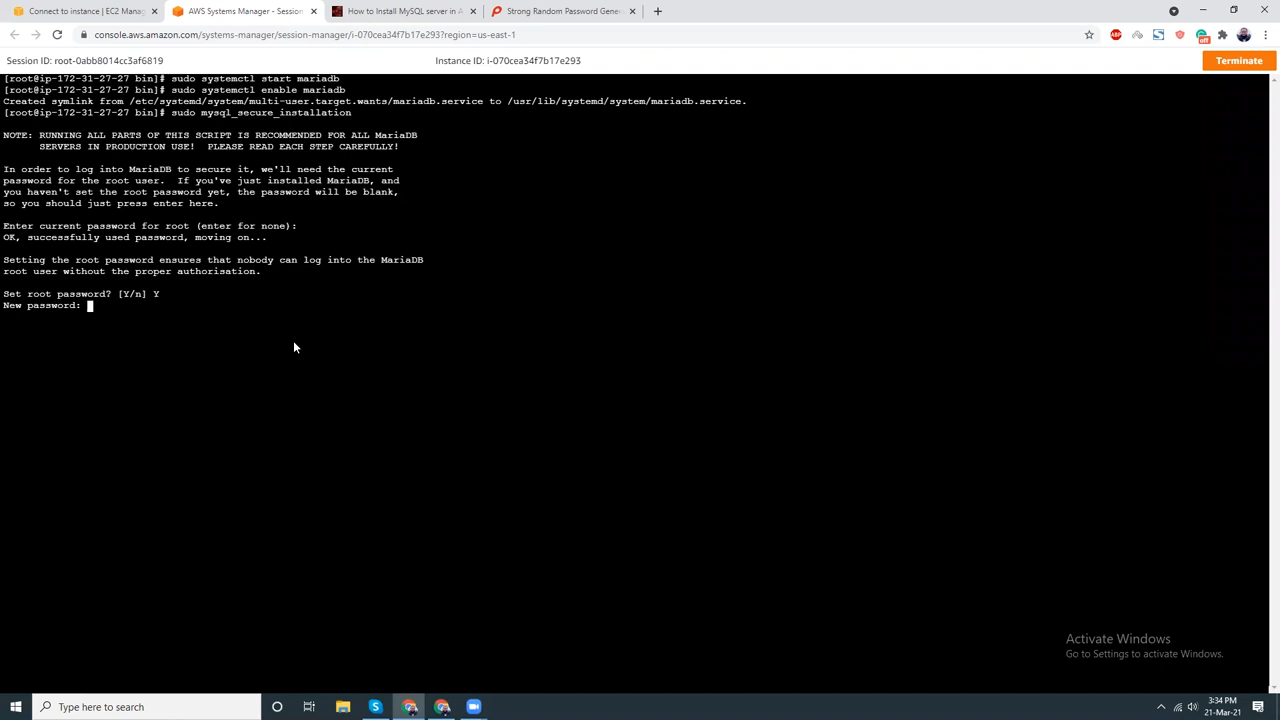 Connect to instance | EC2 Manag
AWS Systems Manager - Session
How to Install MySQL server in A
Strong Random Password Gener
console.aws.amazon.com/systems-manager/session-manager/i-070cea34f7b17e293?region=us-east-1
ABP
off
Session ID: root-0abb8014cc3af6819
Instance ID: i-070cea34f7b17e293
Terminate
[root@ip-172-31-27-27 bin]# sudo systemctl start mariadb
[root@ip-172-31-27-27 bin]# sudo systemctl enable mariadb
Created symlink from /etc/systemd/system/multi-user.target.wants/mariadb.service to /usr/lib/systemd/system/mariadb.service.
[root@ip-172-31-27-27 bin]# sudo mysql_secure_installation
NOTE: RUNNING ALL PARTS OF THIS SCRIPT IS RECOMMENDED FOR ALL MariaDB
SERVERS IN PRODUCTION USE!  PLEASE READ EACH STEP CAREFULLY!
In order to log into MariaDB to secure it, we'll need the current
password for the root user.  If you've just installed MariaDB, and
you haven't set the root password yet, the password will be blank,
so you should just press enter here.
Enter current password for root (enter for none):
OK, successfully used password, moving on...
Setting the root password ensures that nobody can log into the MariaDB
root user without the proper authorisation.
Set root password? [Y/n] Y
New password:
Activate Windows
Go to Settings to activate Windows.
Type here to search
3:34 PM
21-Mar-21